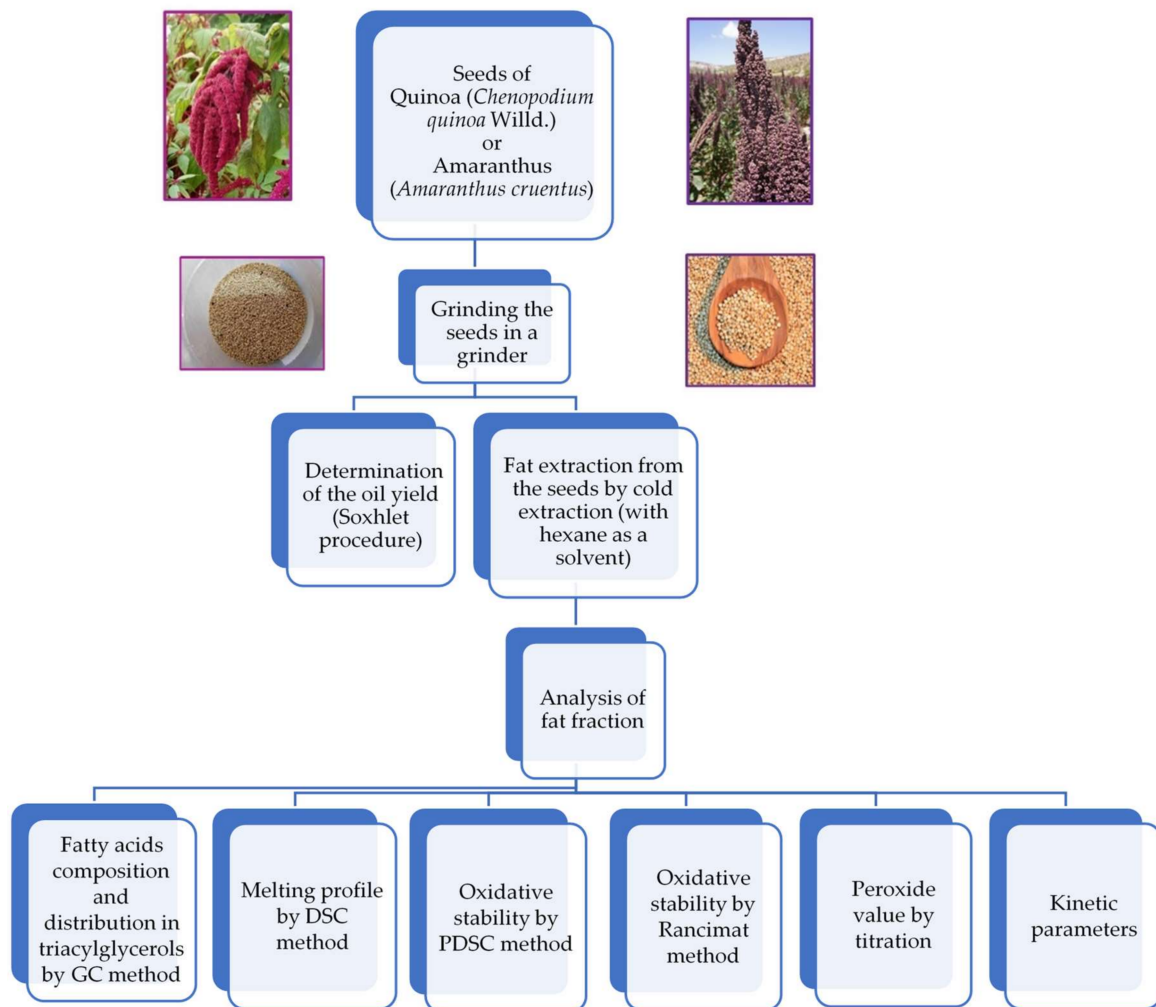 Seeds of
Quinoa (Chenopodium
quinoa Willd.)
or
Amaranthus
(Amaranthus cruentus)
Grinding the
seeds in a
grinder
Determination
of the oil yield
(Soxhlet
procedure)
Fat extraction from
the seeds by cold
extraction (with
hexane as a
solvent)
Analysis of
fat fraction
Fatty acids
composition
and
distribution in
triacylglycerols
by GC method
Melting profile
by DSC
method
Oxidative
stability by
PDSC method
Oxidative
stability by
Rancimat
method
Peroxide
value by
titration
Kinetic
parameters